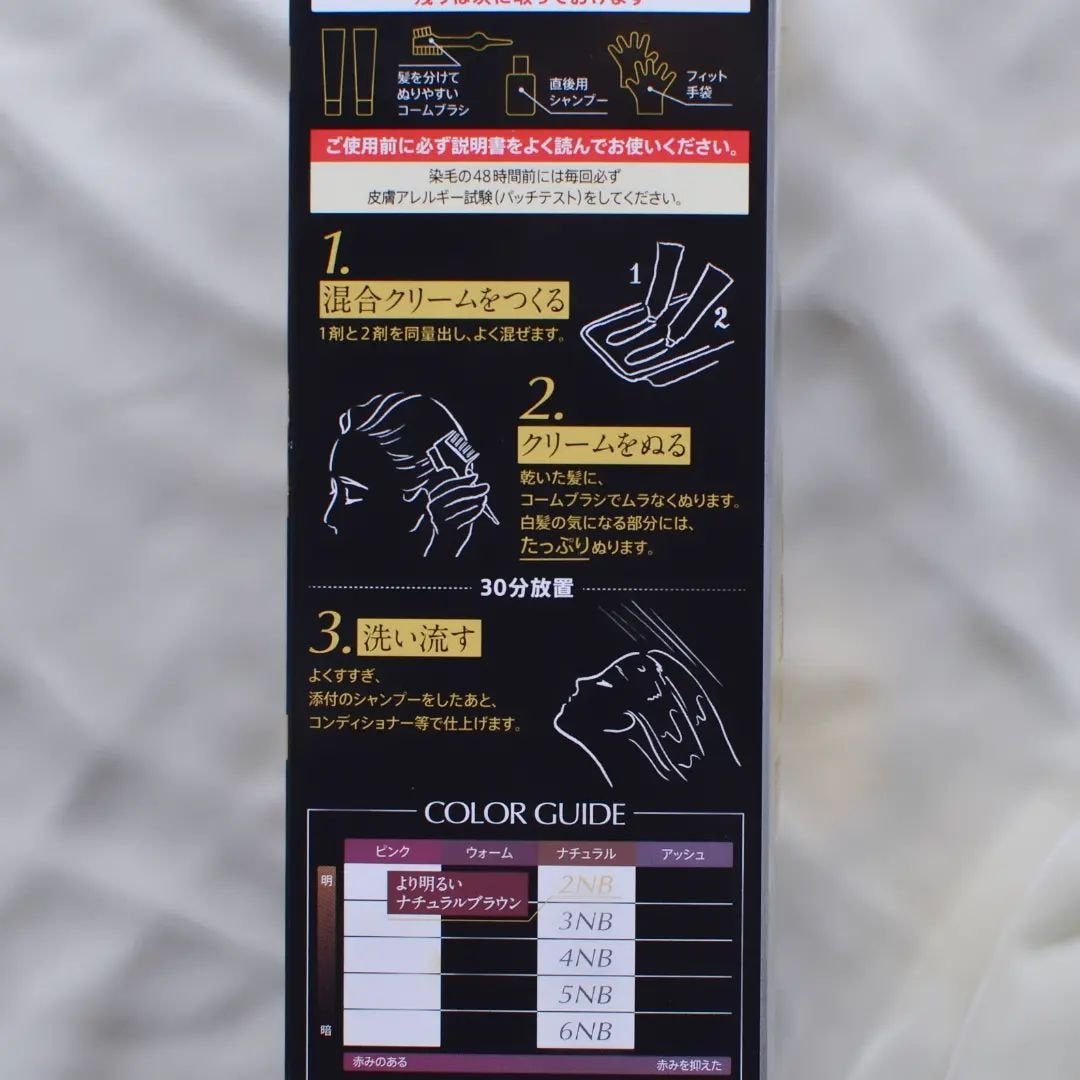 残りは次に取っておけます
髪を分けて
ぬりやすい
コームブラシ
直後用
シャンプー
フィット
手袋
ご使用前に必ず説明書をよく読んでお使いください。
染毛の48時間前には毎回必ず
皮膚アレルギー試験(パッチテスト)をしてください。
1.
混合クリームをつくる
1剤と2剤を同量出し、よく混ぜます。
1
2
2.
クリームをぬる
乾いた髪に、
コームブラシでムラなくぬります。
白髪の気になる部分には、
たっぷりぬります。
30分放置
3. 洗い流す
よくすすぎ、
添付のシャンプーをしたあと、
コンディショナー等で仕上げます。
COLOR GUIDE
ピンク ウォーム ナチュラル アッシュ
明
より明るい
ナチュラルブラウン
2NB
3NB
4NB
5NB
6NB
暗
赤みのある 赤みを抑えた